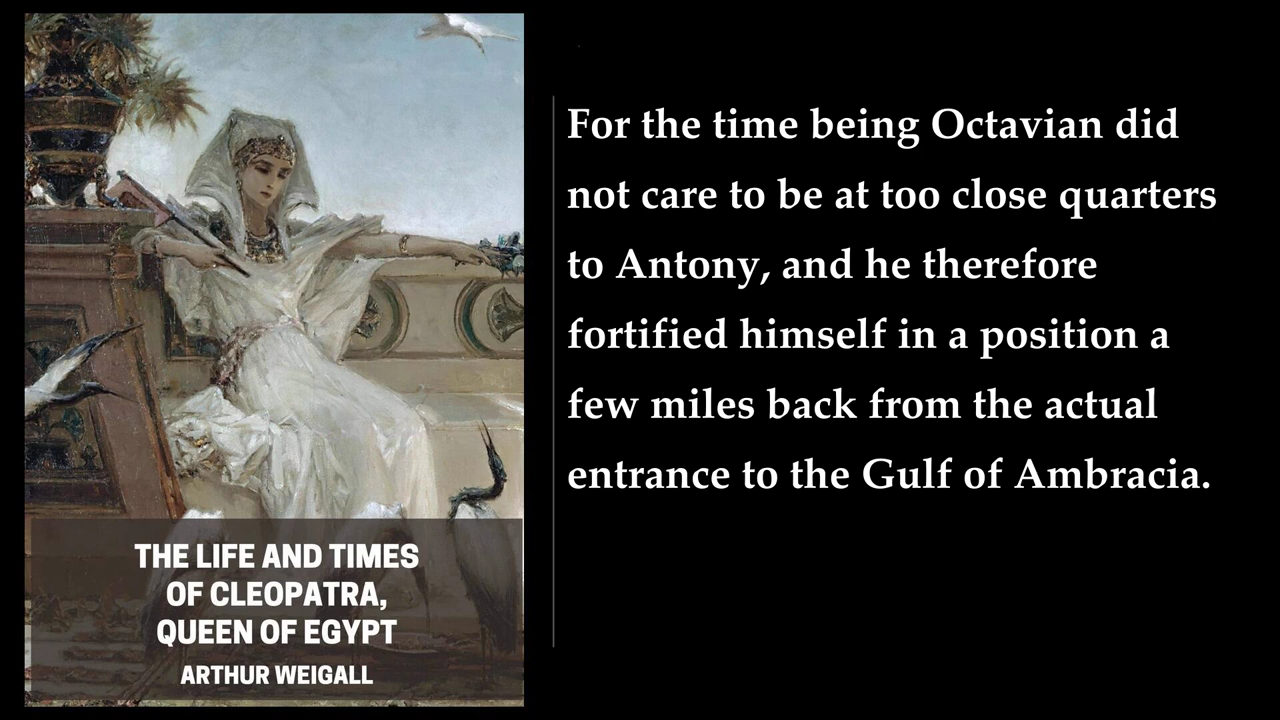 For the time being Octavian did
not care to be at too close quarters
to Antony, and he therefore
fortified himself in a position a
few miles back from the actual
entrance to the Gulf of Ambracia.
THE LIFE AND TIMES
OF CLEOPATRA,
QUEEN OF EGYPT
ARTHUR WEIGALL